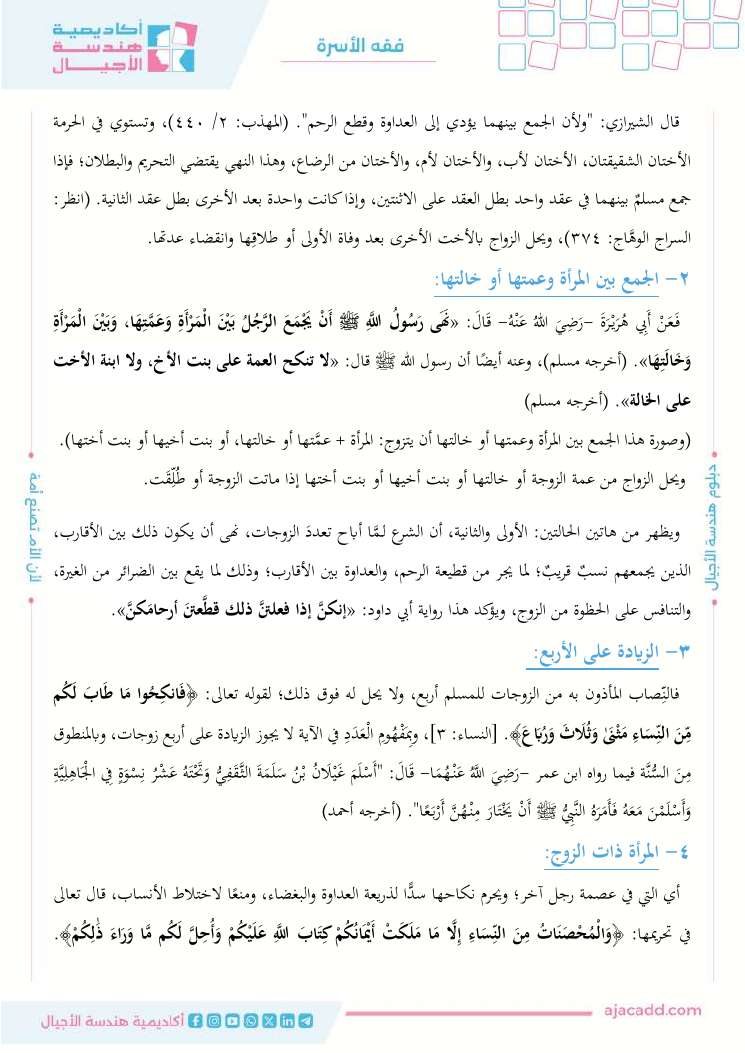 أكاديمية
هندسة
الأجيال
فقه الأسرة
قال الشيرازي: "ولأن الجمع بينهما يؤدي إلى العداوة وقطع الرحم". (المهذب: ٢/ ٤٤٠)، وتستوي في الحرمة
الأختان الشقيقتان، الأختان لأب، والأختان لأم، والأختان من الرضاع، وهذا النهي يقتضي التحريم والبطلان؛ فإذا
جمع مسلمٌ بينهما في عقد واحد بطل العقد على الاثنتين، وإذا كانت واحدة بعد الأخرى بطل عقد الثانية. (انظر:
السراج الوهَّاج: ٣٧٤)، ويحل الزواج بالأخت الأخرى بعد وفاة الأولى أو طلاقِها وانقضاء عدتها.
٢- الجمع بين المرأة وعمتها أو خالتها:
فَعَنْ أَبِي هُرَيْرَةَ -رَضِيَ اللهُ عَنْهُ- قَالَ: «نَهَى رَسُولُ اللَّهِ ﷺ أَنْ يَجْمَعَ الرَّجُلُ بَيْنَ الْمَرْأَةِ وَعَمَّتِهَا، وَبَيْنَ الْمَرْأَةِ
وَخَالَتِهَا». (أخرجه مسلم)، وعنه أيضًا أن رسول الله ﷺ قال: «لا تنكح العمة على بنت الأخ، ولا ابنة الأخت
على الخالة». (أخرجه مسلم)
(وصورة هذا الجمع بين المرأة وعمتها أو خالتها أن يتزوج: المرأة + عمَّتها أو خالتها، أو بنت أخيها أو بنت أختها).
ويحل الزواج من عمة الزوجة أو خالتها أو بنت أخيها أو بنت أختها إذا ماتت الزوجة أو طُلِّقَت.
ويظهر من هاتين الحالتين: الأولى والثانية، أن الشرع لـمَّا أباح تعددَ الزوجات، نهى أن يكون ذلك بين الأقارب،
الذين يجمعهم نسبٌ قريبٌ؛ لما يجر من قطيعة الرحم، والعداوة بين الأقارب؛ وذلك لما يقع بين الضرائر من الغيرة،
والتنافس على الحظوة من الزوج، ويؤكد هذا رواية أبي داود: «إنكنَّ إذا فعلتنَّ ذلك قطَّعتنَ أرحامَكنَّ».
٣- الزيادة على الأربع:
فالنِّصاب المأذون به من الزوجات للمسلم أربع، ولا يحل له فوق ذلك؛ لقوله تعالى: ﴿فَانكِحُوا مَا طَابَ لَكُم
مِّنَ النِّسَاءِ مَثْنَىٰ وَثُلَاثَ وَرُبَاعَ﴾. [النساء: ٣]، وبِمَفْهُومِ الْعَدَدِ في الآية لا يجوز الزيادة على أربع زوجات، وبالمنطوق
مِنَ السُّنَّة فيما رواه ابن عمر -رَضِيَ اللَّهُ عَنْهُمَا- قَالَ: "أَسْلَمَ غَيْلَانُ بْنُ سَلَمَةَ الثَّقَفِيُّ وَتَحْتَهُ عَشْرُ نِسْوَةٍ فِي الْجَاهِلِيَّةِ
وَأَسْلَمْنَ مَعَهُ فَأَمَرَهُ النَّبِيُّ ﷺ أَنْ يَخْتَارَ مِنْهُنَّ أَرْبَعًا". (أخرجه أحمد)
٤- المرأة ذات الزوج:
أي التي في عصمة رجل آخر؛ ويحرم نكاحها سدًّا لذريعة العداوة والبغضاء، ومنعًا لاختلاط الأنساب، قال تعالى
في تحريمها: ﴿وَالْمُحْصَنَاتُ مِنَ النِّسَاءِ إِلَّا مَا مَلَكَتْ أَيْمَانُكُمْ كِتَابَ اللَّهِ عَلَيْكُمْ وَأُحِلَّ لَكُم مَّا وَرَاءَ ذَٰلِكُمْ﴾.
دبلوم هندسة الأجيال
لأن الأم تصنع أمة
ajacadd.com
أكاديمية هندسة الأجيال